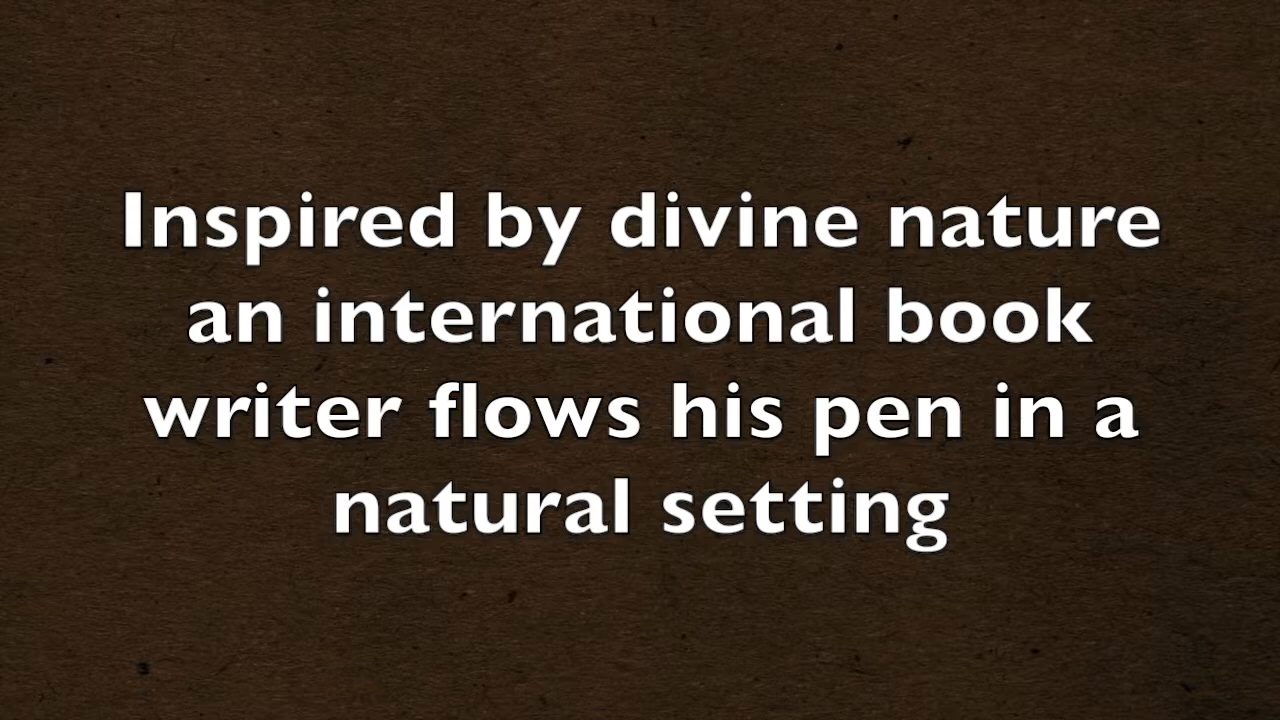 Inspired by divine nature
an international book
writer flows his pen in a
natural setting